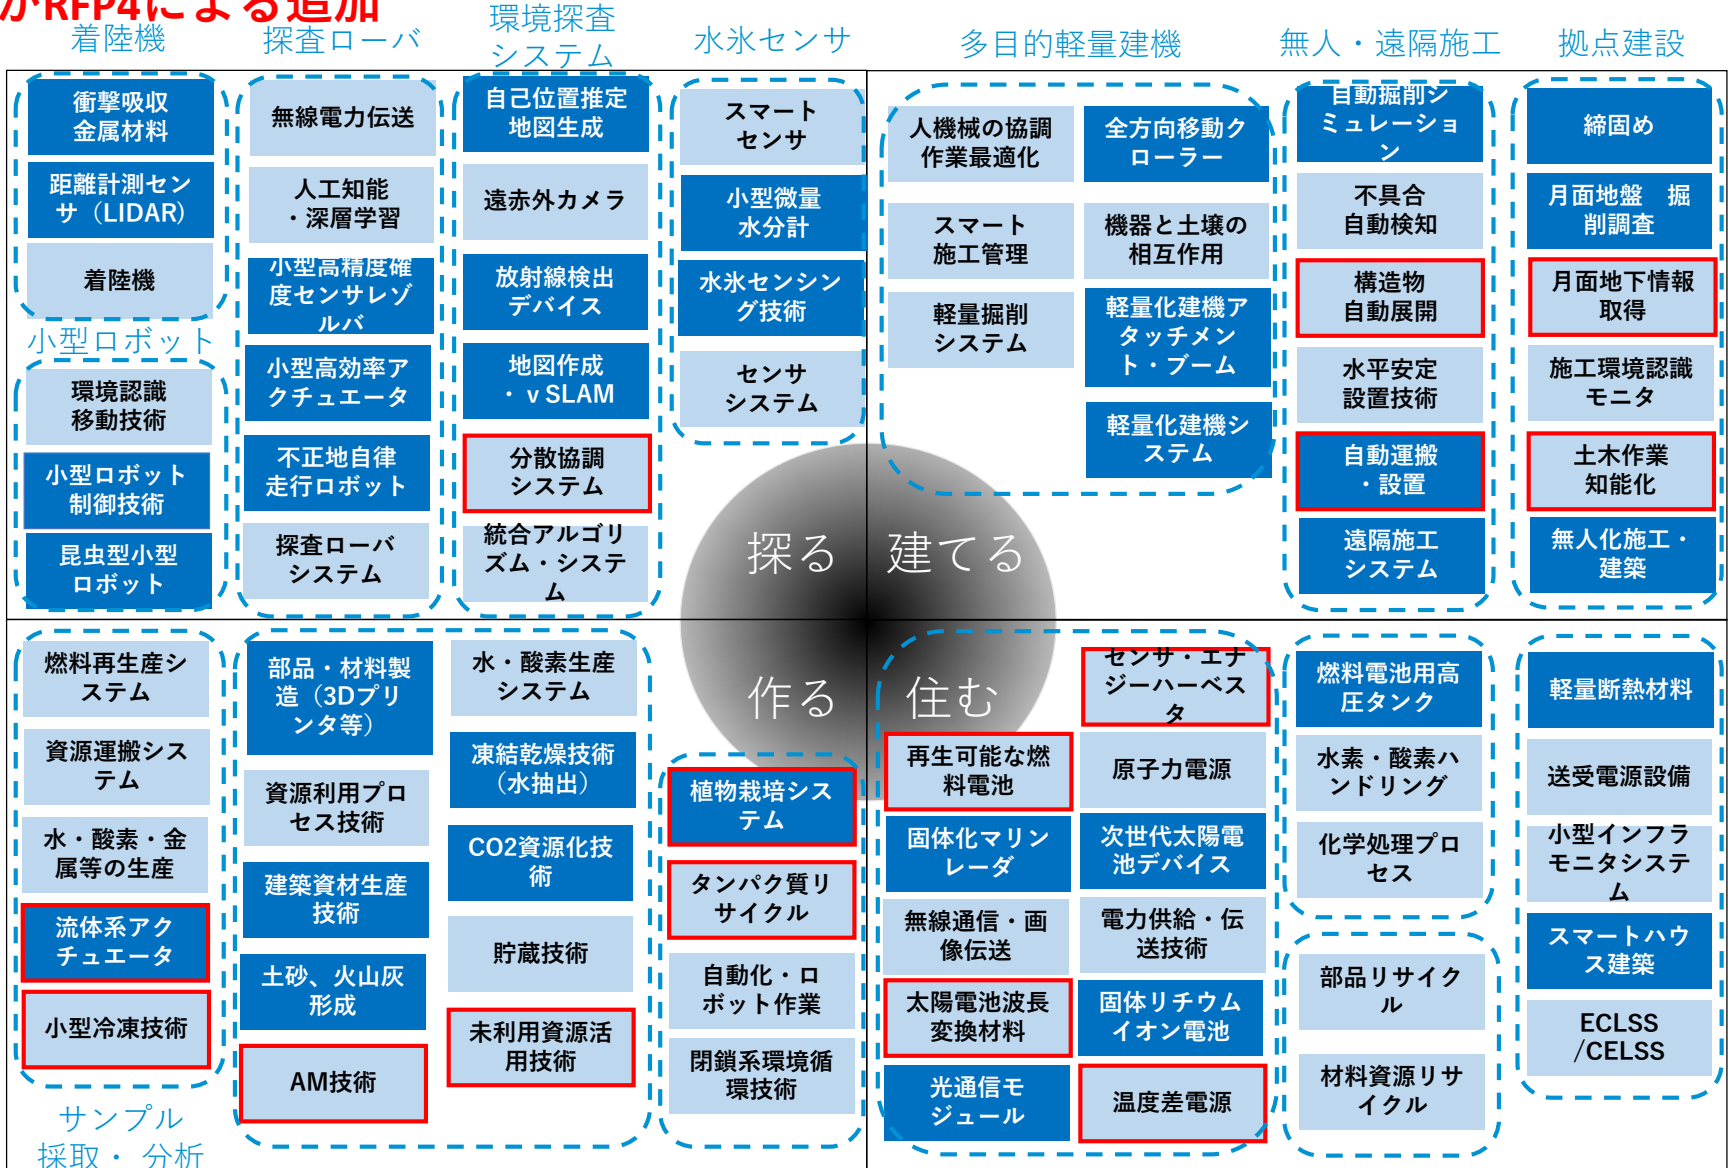 がRFP4による追加
着陸機
探査ローバ
環境探査
システム
水氷センサ
多目的軽量建機
無人・遠隔施工
拠点建設
衝撃吸収
金属材料
距離計測セン
サ（LIDAR）
着陸機
小型ロボット
環境認識
移動技術
小型ロボット
制御技術
昆虫型小型
ロボット
無線電力伝送
人工知能
・深層学習
小型高精度確
度センサレゾ
ルバ
小型高効率ア
クチュエータ
不正地自律
走行ロボット
探査ローバ
システム
自己位置推定
地図生成
遠赤外カメラ
放射線検出
デバイス
地図作成
・ｖSLAM
分散協調
システム
統合アルゴリ
ズム・システ
ム
スマート
センサ
小型微量
水分計
水氷センシン
グ技術
センサ
システム
探る
人機械の協調
作業最適化
スマート
施工管理
軽量掘削
システム
全方向移動ク
ローラー
機器と土壌の
相互作用
軽量化建機ア
タッチメン
ト・ブーム
軽量化建機シ
ステム
建てる
自動掘削シ
ミュレーショ
ン
不具合
自動検知
構造物
自動展開
水平安定
設置技術
自動運搬
・設置
遠隔施工
システム
締固め
月面地盤　掘
削調査
月面地下情報
取得
施工環境認識
モニタ
土木作業
知能化
無人化施工・
建築
燃料再生産シ
ステム
資源運搬シス
テム
水・酸素・金
属等の生産
流体系アク
チュエータ
小型冷凍技術
サンプル
採取・ 分析
部品・材料製
造（3Dプリ
ンタ等）
資源利用プロ
セス技術
建築資材生産
技術
土砂、火山灰
形成
AM技術
水・酸素生産
システム
凍結乾燥技術
（水抽出）
CO2資源化技
術
貯蔵技術
未利用資源活
用技術
作る
植物栽培シス
テム
タンパク質リ
サイクル
自動化・ロ
ボット作業
閉鎖系環境循
環技術
住む
再生可能な燃
料電池
固体化マリン
レーダ
無線通信・画
像伝送
太陽電池波長
変換材料
光通信モ
ジュール
センサ・エナ
ジーハーベス
タ
原子力電源
次世代太陽電
池デバイス
電力供給・伝
送技術
固体リチウム
イオン電池
温度差電源
燃料電池用高
圧タンク
水素・酸素ハ
ンドリング
化学処理プロ
セス
部品リサイク
ル
材料資源リサ
イクル
軽量断熱材料
送受電源設備
小型インフラ
モニタシステ
ム
スマートハウ
ス建築
ECLSS
/CELSS